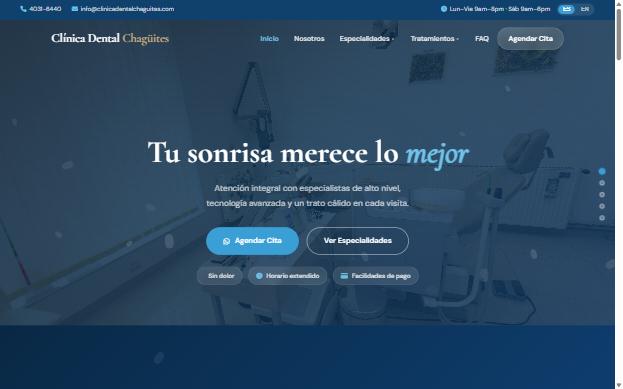 4031-6440 info@clinicadentalchagüites.com Lun–Vie 9am–8pm · Sáb 9am–6pm ES EN
Clínica Dental Chagüites Inicio Nosotros Especialidades Tratamientos FAQ Agendar Cita
Tu sonrisa merece lo mejor
Atención integral con especialistas de alto nivel,
tecnología avanzada y un trato cálido en cada visita.
Agendar Cita Ver Especialidades
Sin dolor Horario extendido Facilidades de pago